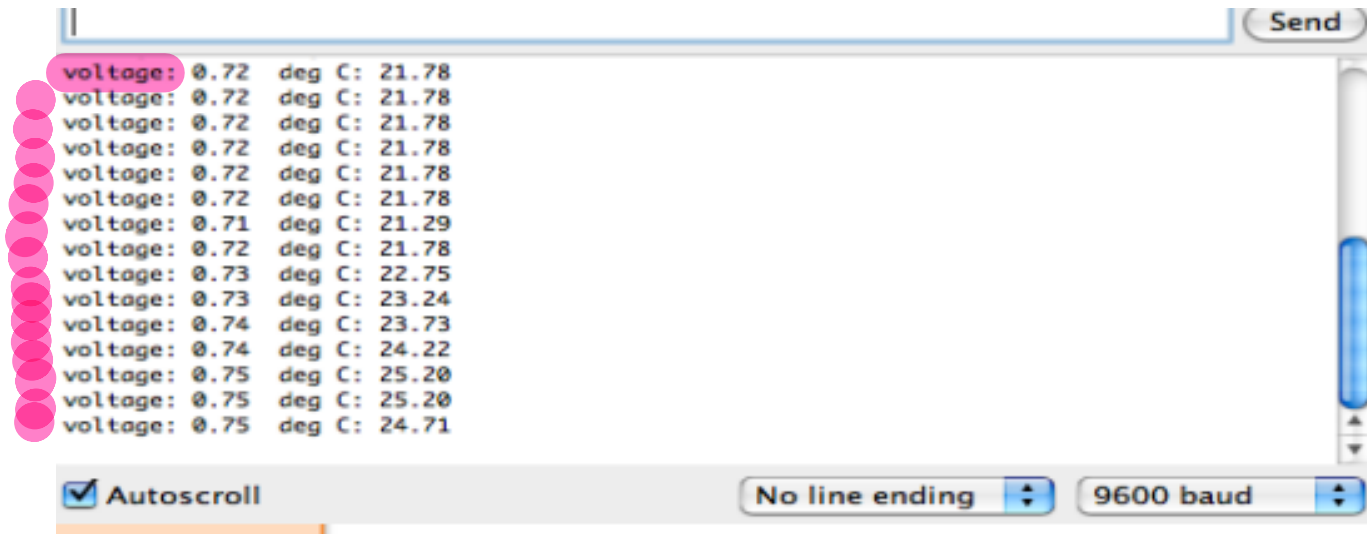 Send
voltage: 0.72 deg C: 21.78
voltage: 0.72 deg C: 21.78
voltage: 0.72 deg C: 21.78
voltage: 0.72 deg C: 21.78
voltage: 0.72 deg C: 21.78
voltage: 0.72 deg C: 21.78
voltage: 0.71 deg C: 21.29
voltage: 0.72 deg C: 21.78
voltage: 0.73 deg C: 22.75
voltage: 0.73 deg C: 23.24
voltage: 0.74 deg C: 23.73
voltage: 0.74 deg C: 24.22
voltage: 0.75 deg C: 25.20
voltage: 0.75 deg C: 25.20
voltage: 0.75 deg C: 24.71
Autoscroll No line ending 9600 baud